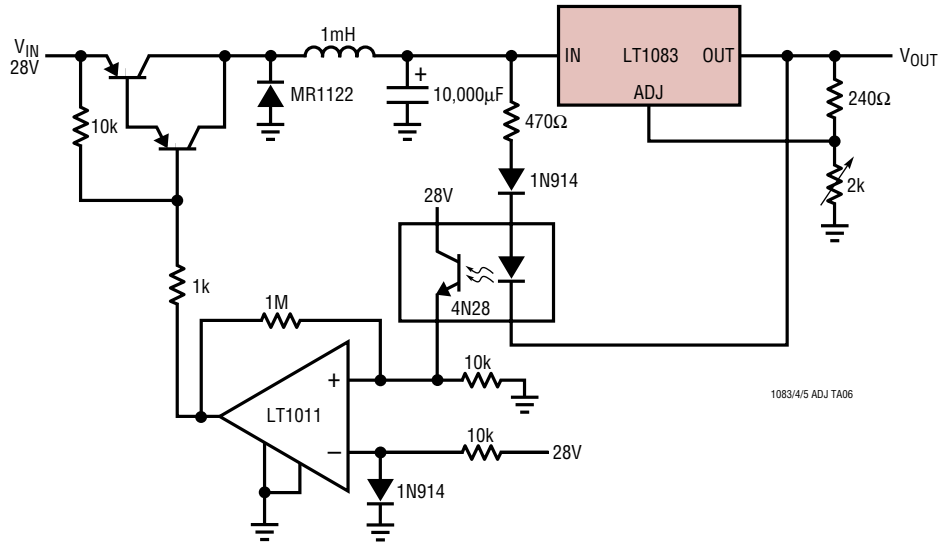 1mH
V_IN
28V
IN
LT1083
OUT
ADJ
V_OUT
MR1122
+
10,000µF
240Ω
10k
470Ω
1N914
2k
28V
1k
4N28
1M
+
10k
1083/4/5 ADJ TA06
LT1011
10k
–
28V
1N914